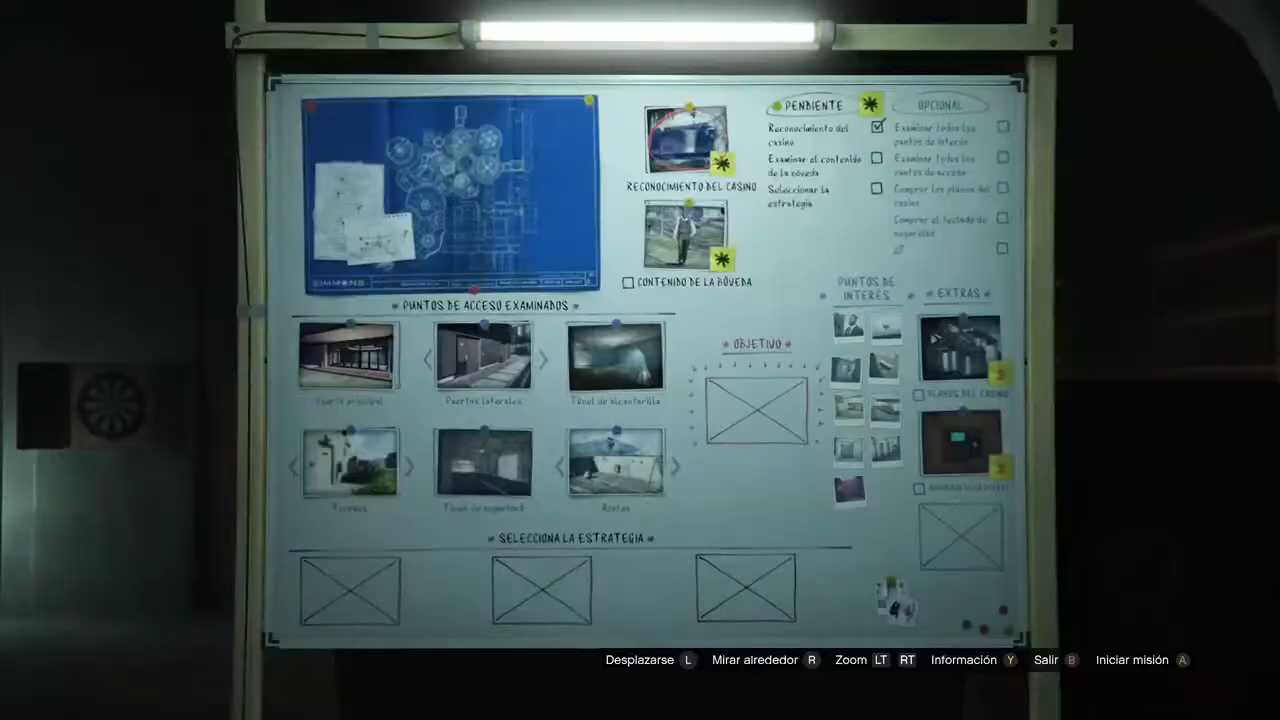 PENDIENTE
OPCIONAL
Reconocimiento del
casino
Examinar el contenido
de la bóveda
Seleccionar la
estrategia
Examinar todos los
puntos de interés
Examinar todos los
puntos de acceso
Comprar los planos del
casino
RECONOCIMIENTO DEL CASINO
CONTENIDO DE LA BÓVEDA
SIMMONS
* PUNTOS DE ACCESO EXAMINADOS *
* PUNTOS DE
INTERÉS *
* EXTRAS *
* OBJETIVO *
Puerta principal
Puertas laterales
Túnel de alcantarilla
PLANOS DEL CASINO
Terraza
Túnel de seguridad
* SELECCIONA LA ESTRATEGIA *
Desplazarse L
Mirar alrededor R
Zoom LT RT
Información Y
Salir B
Iniciar misión A